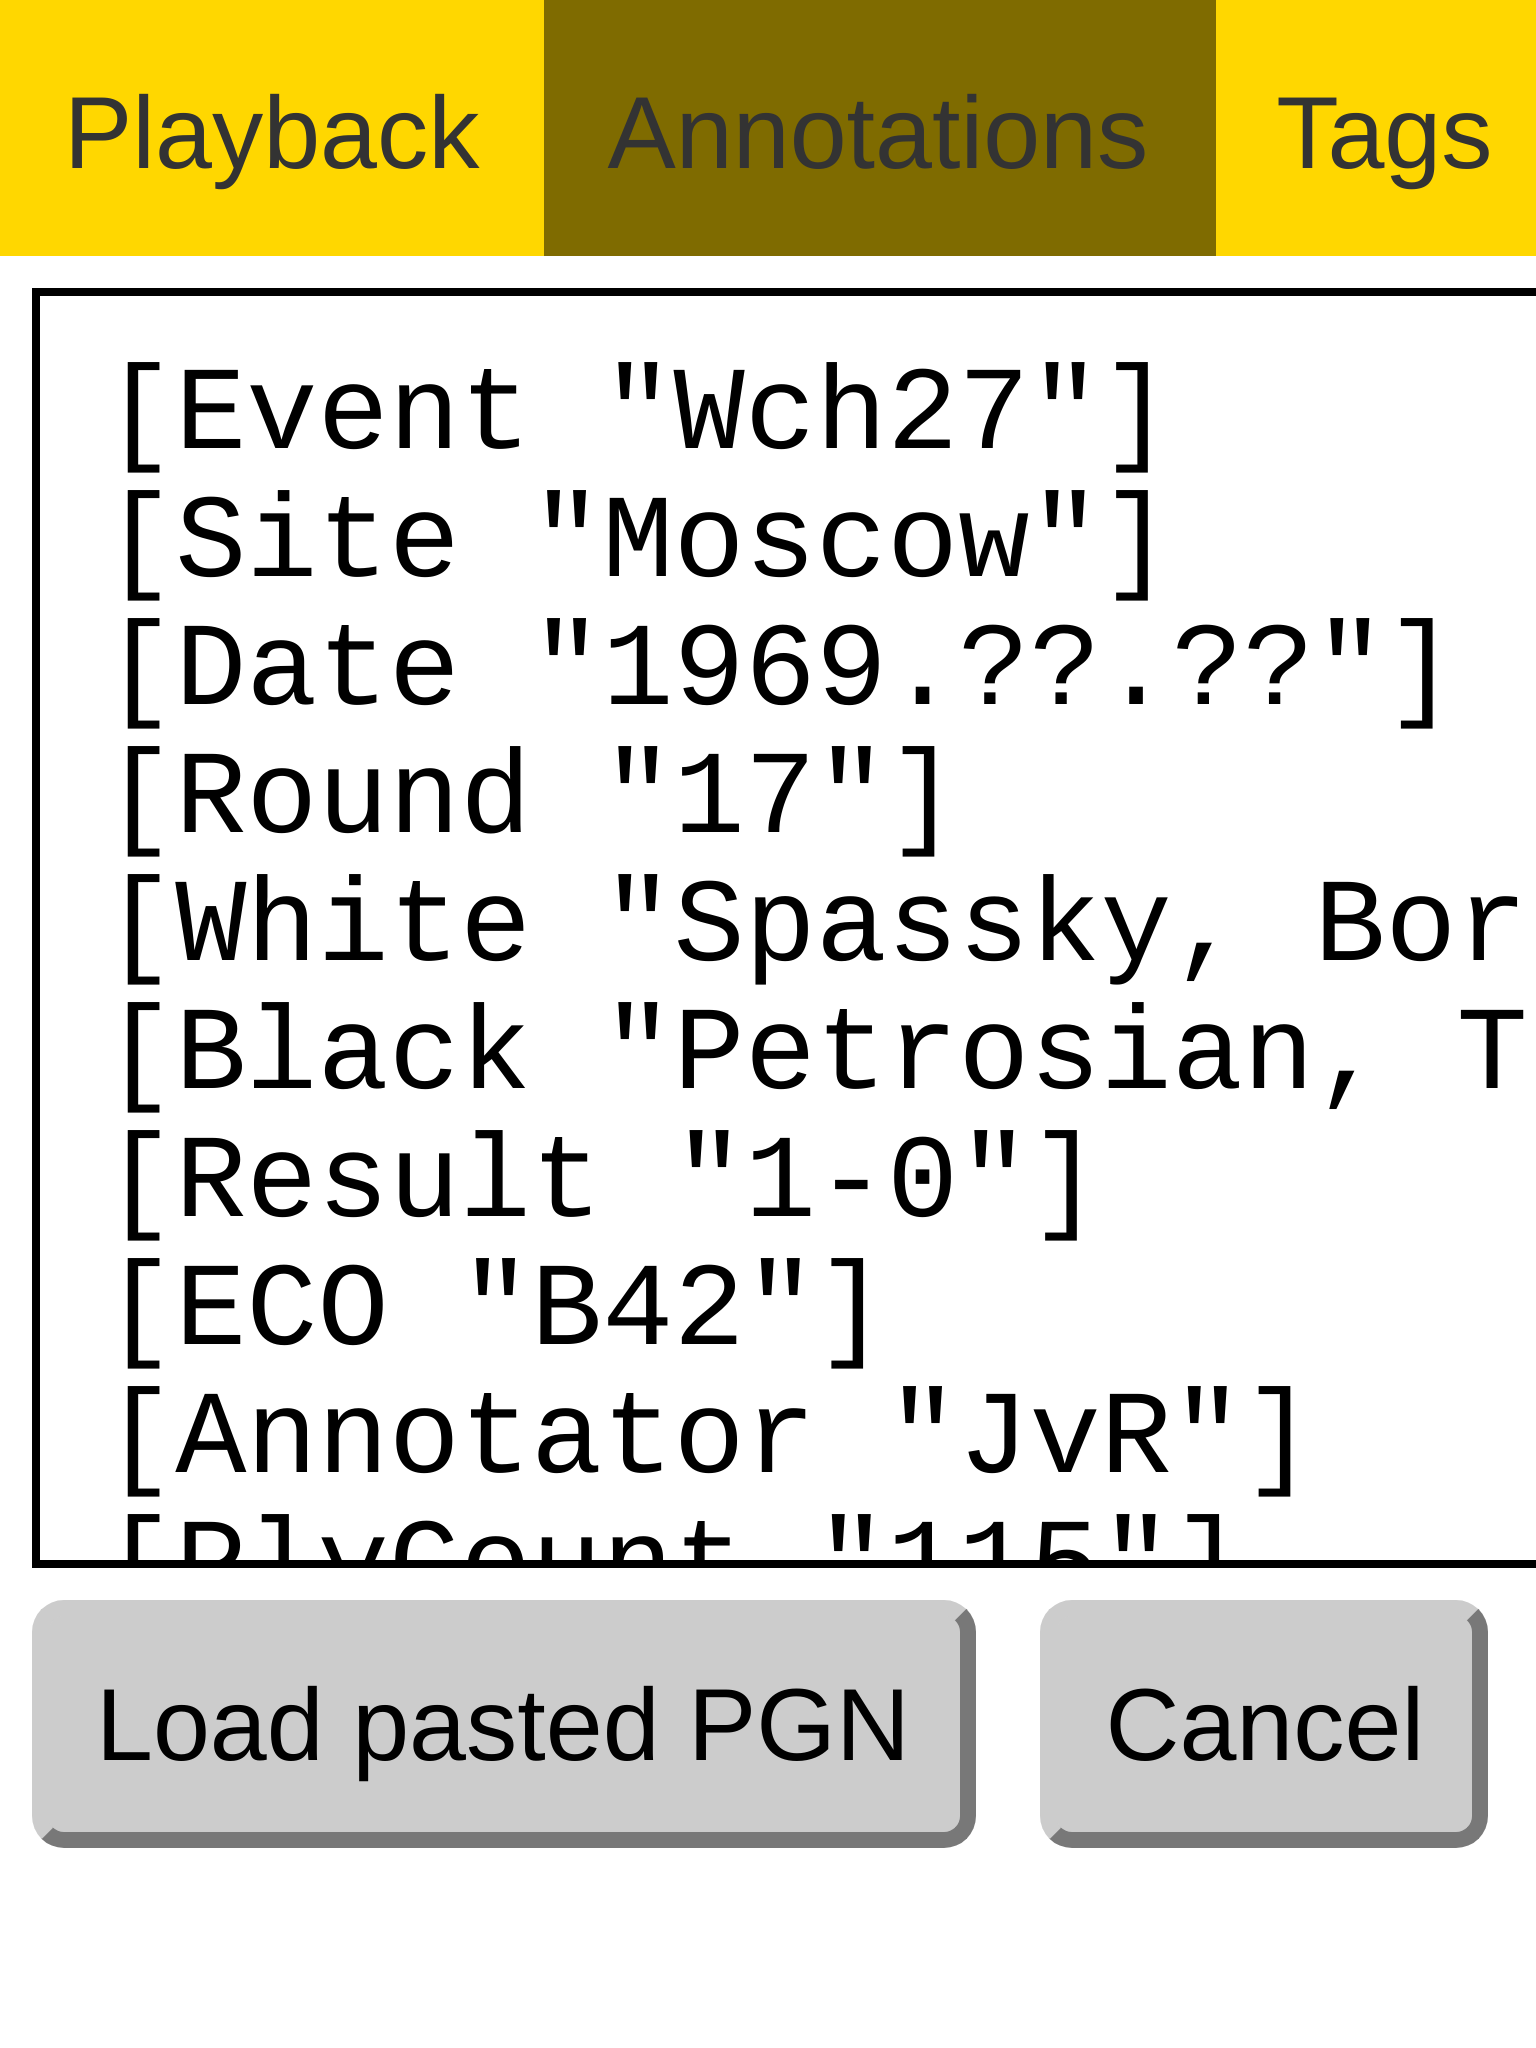 Playback Annotations Tags
[Event "Wch27"]
[Site "Moscow"]
[Date "1969.??.??"]
[Round "17"]
[White "Spassky, Bor
[Black "Petrosian, T
[Result "1-0"]
[ECO "B42"]
[Annotator "JvR"]
[PlyCount "115"]
Load pasted PGN Cancel